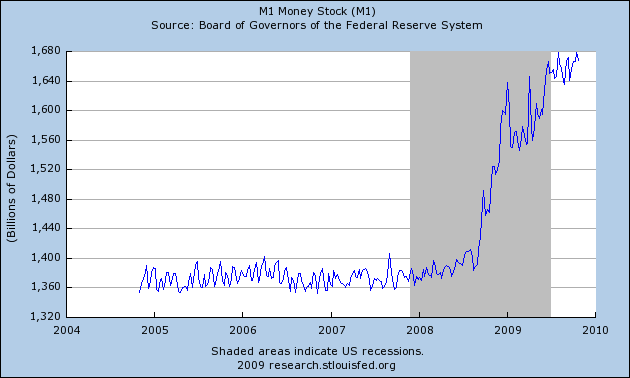 M1 Money Stock (M1)
Source: Board of Governors of the Federal Reserve System
(Billions of Dollars)
1,680
1,640
1,600
1,560
1,520
1,480
1,440
1,400
1,360
1,320
2004 2005 2006 2007 2008 2009 2010
Shaded areas indicate US recessions.
2009 research.stlouisfed.org